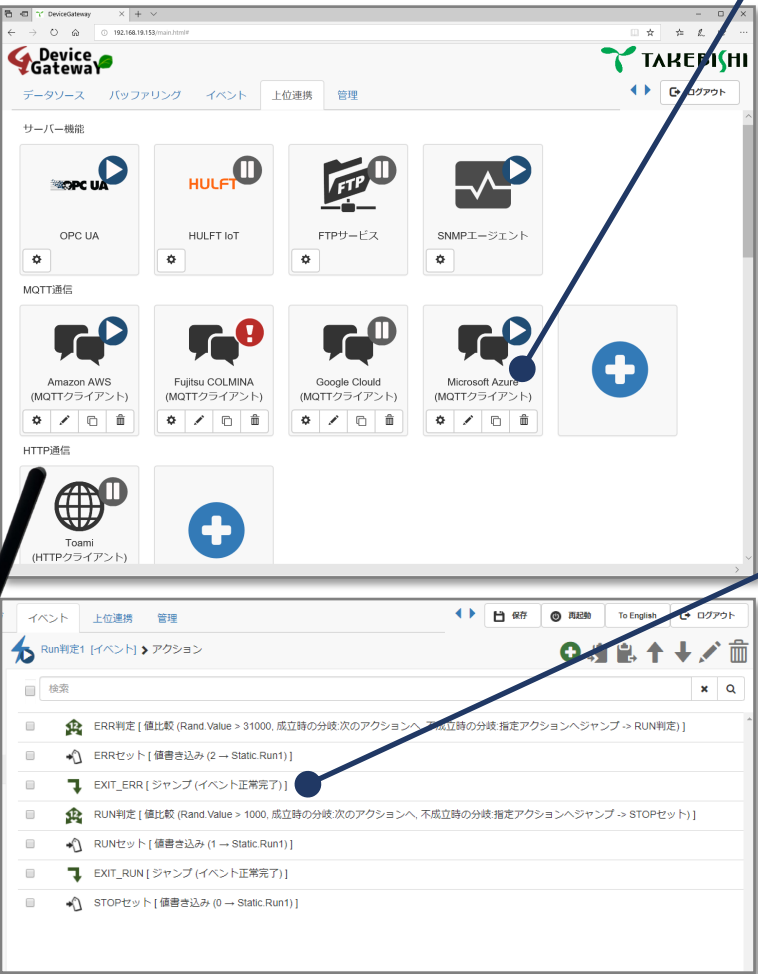 DeviceGateway
192.168.19.153/main.html#
Device Gateway
TAKEBISHI
データソース バッファリング イベント 上位連携 管理 ログアウト
サーバー機能
OPC UA HULFT FTP
OPC UA HULFT IoT FTPサービス SNMPエージェント
MQTT通信
Amazon AWS Fujitsu COLMINA Google Clould Microsoft Azure
(MQTTクライアント) (MQTTクライアント) (MQTTクライアント) (MQTTクライアント)
HTTP通信
Toami
(HTTPクライアント)
イベント 上位連携 管理 保存 再起動 To English ログアウト
Run判定1 [イベント] アクション
検索
ERR判定 [ 値比較 (Rand.Value > 31000, 成立時の分岐:次のアクションへ, 不成立時の分岐:指定アクションへジャンプ -> RUN判定) ]
ERRセット [ 値書き込み (2 → Static.Run1) ]
EXIT_ERR [ ジャンプ (イベント正常完了) ]
RUN判定 [ 値比較 (Rand.Value > 1000, 成立時の分岐:次のアクションへ, 不成立時の分岐:指定アクションへジャンプ -> STOPセット) ]
RUNセット [ 値書き込み (1 → Static.Run1) ]
EXIT_RUN [ ジャンプ (イベント正常完了) ]
STOPセット [ 値書き込み (0 → Static.Run1) ]